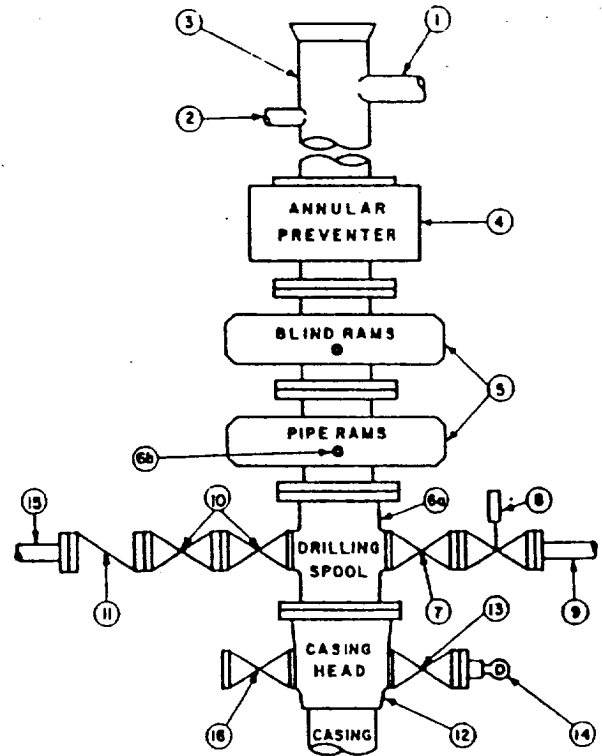 3
1
2
ANNULAR
PREVENTER
4
BLIND RAMS
5
PIPE RAMS
6b
15
10
6a
8
DRILLING
SPOOL
11
7
9
13
CASING
HEAD
16
12
14
CASING